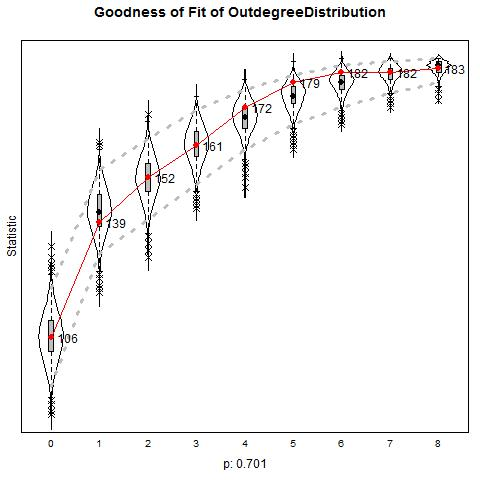 Goodness of Fit of OutdegreeDistribution
Statistic
106
139
152
161
172
179
182
182
183
0 1 2 3 4 5 6 7 8
p: 0.701